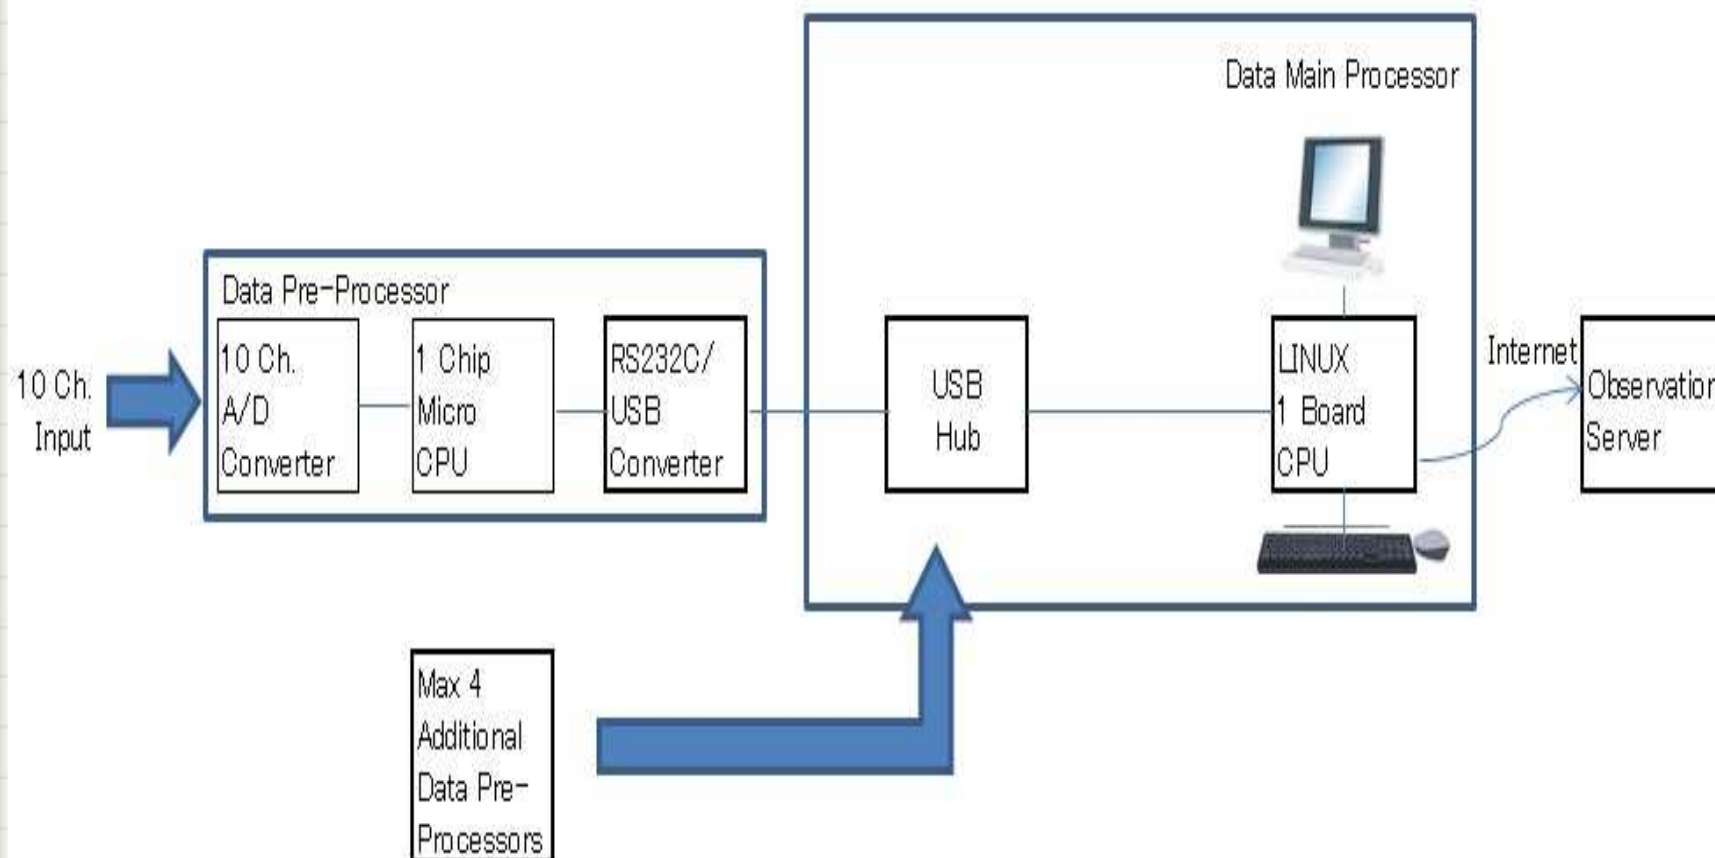 Data Main Processor
Data Pre-Processor
10 Ch.
Input
10 Ch.
A/D
Converter
1 Chip
Micro
CPU
RS232C/
USB
Converter
USB
Hub
LINUX
1 Board
CPU
Internet
Observation
Server
Max 4
Additional
Data Pre-
Processors